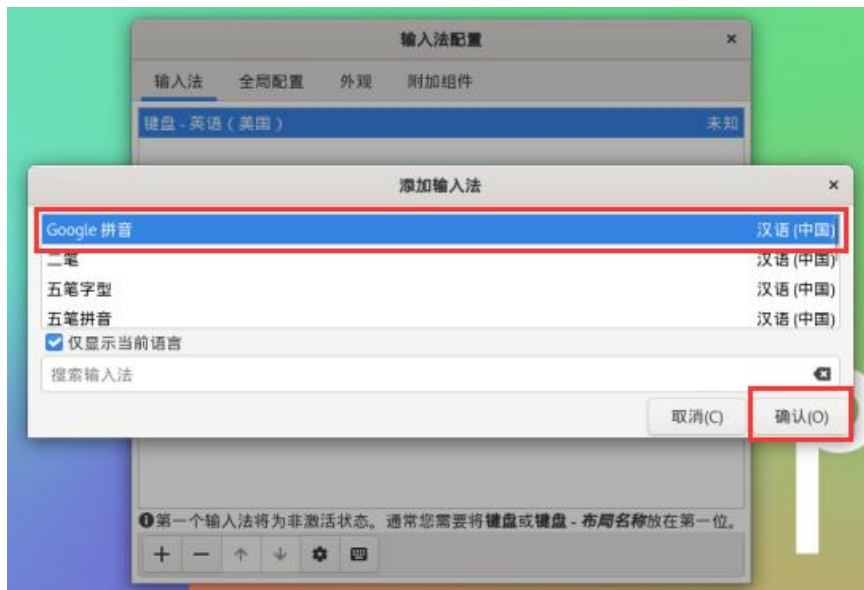 输入法配置
输入法 全局配置 外观 附加组件
键盘 - 英语（美国） 未知
添加输入法
Google 拼音 汉语 (中国)
二笔 汉语 (中国)
五笔字型 汉语 (中国)
五笔拼音 汉语 (中国)
仅显示当前语言
搜索输入法
取消(C) 确认(O)
第一个输入法将为非激活状态。通常您需要将键盘或键盘 - 布局名称放在第一位。